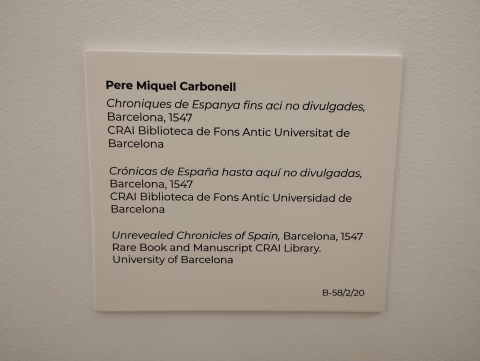 Pere Miquel Carbonell
Chroniques de Espanya fins aci no divulgades,
Barcelona, 1547
CRAI Biblioteca de Fons Antic Universitat de
Barcelona
Crónicas de España hasta aquí no divulgadas,
Barcelona, 1547
CRAI Biblioteca de Fons Antic Universidad de
Barcelona
Unrevealed Chronicles of Spain, Barcelona, 1547
Rare Book and Manuscript CRAI Library.
University of Barcelona
B-58/2/20